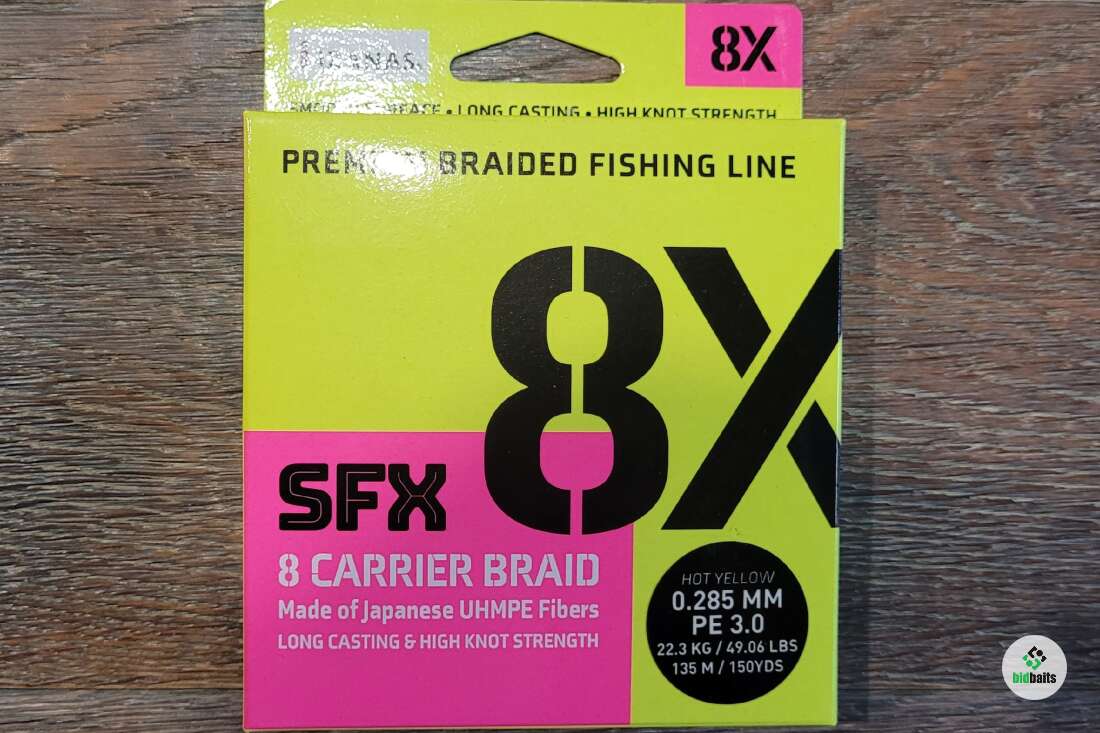 8X
SURFACE • LONG CASTING • HIGH KNOT STRENGTH
PREMIUM BRAIDED FISHING LINE
8X
SFX
8 CARRIER BRAID
Made of Japanese UHMPE Fibers
LONG CASTING & HIGH KNOT STRENGTH
HOT YELLOW
0.285 MM
PE 3.0
22.3 KG / 49.06 LBS
135 M / 150YDS
bidbaits